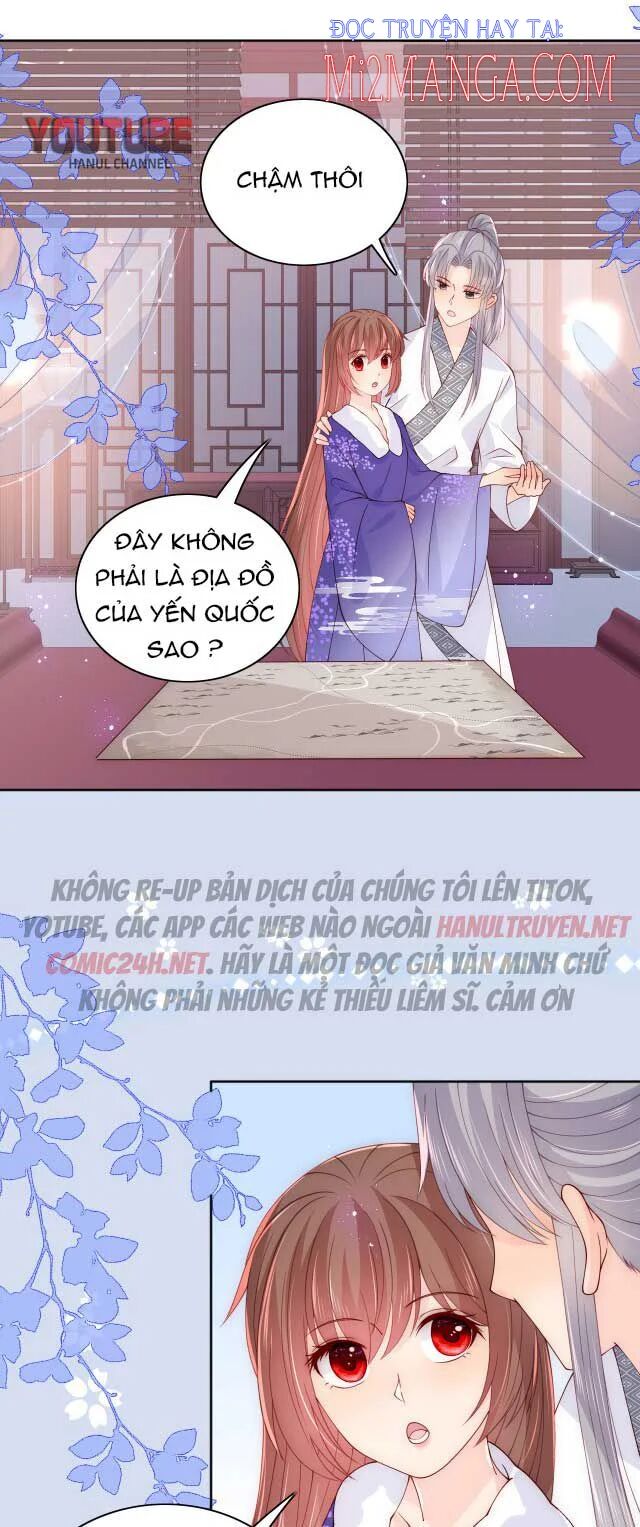 ĐỌC TRUYỆN HAY TẠI:
Mi2MANGA.COM
YOUTUBE
HANUL CHANNEL
CHẬM THÔI
ĐÂY KHÔNG
PHẢI LÀ ĐỊA ĐỒ
CỦA YẾN QUỐC
SAO ?
KHÔNG RE-UP BẢN DỊCH CỦA CHÚNG TÔI LÊN TITOK,
YOTUBE, CÁC APP CÁC WEB NÀO NGOÀI HANULTRUYEN.NET
COMIC24H.NET. HÃY LÀ MỘT ĐỌC GIẢ VĂN MINH CHỨ
KHÔNG PHẢI NHỮNG KẺ THIẾU LIÊM SĨ. CẢM ƠN